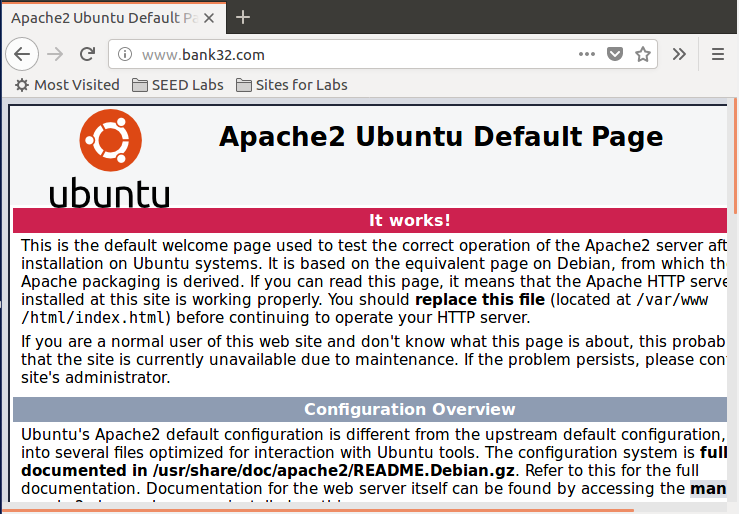 Apache2 Ubuntu Default Pa
www.bank32.com
Most Visited SEED Labs Sites for Labs
ubuntu
Apache2 Ubuntu Default Page
It works!
This is the default welcome page used to test the correct operation of the Apache2 server aft
installation on Ubuntu systems. It is based on the equivalent page on Debian, from which th
Apache packaging is derived. If you can read this page, it means that the Apache HTTP serve
installed at this site is working properly. You should replace this file (located at /var/www
/html/index.html) before continuing to operate your HTTP server.
If you are a normal user of this web site and don't know what this page is about, this probab
that the site is currently unavailable due to maintenance. If the problem persists, please con
site's administrator.
Configuration Overview
Ubuntu's Apache2 default configuration is different from the upstream default configuration,
into several files optimized for interaction with Ubuntu tools. The configuration system is full
documented in /usr/share/doc/apache2/README.Debian.gz. Refer to this for the full
documentation. Documentation for the web server itself can be found by accessing the man